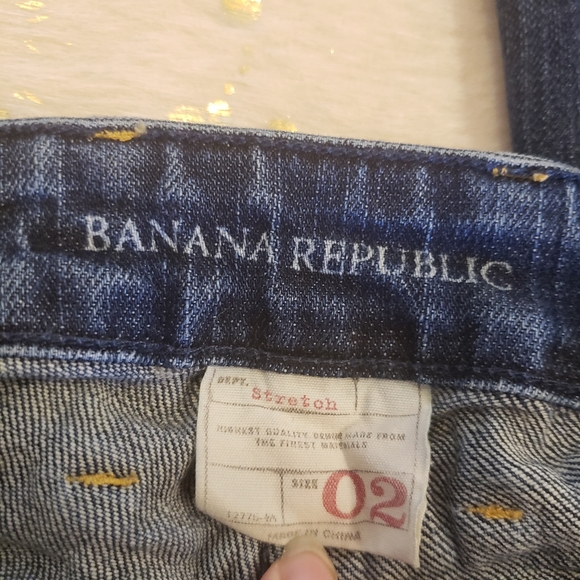 BANANA REPUBLIC
DEPT.
Stretch
HIGHEST QUALITY DENIM MADE FROM
THE FINEST MATERIALS
SIZE 02
MADE IN CHINA